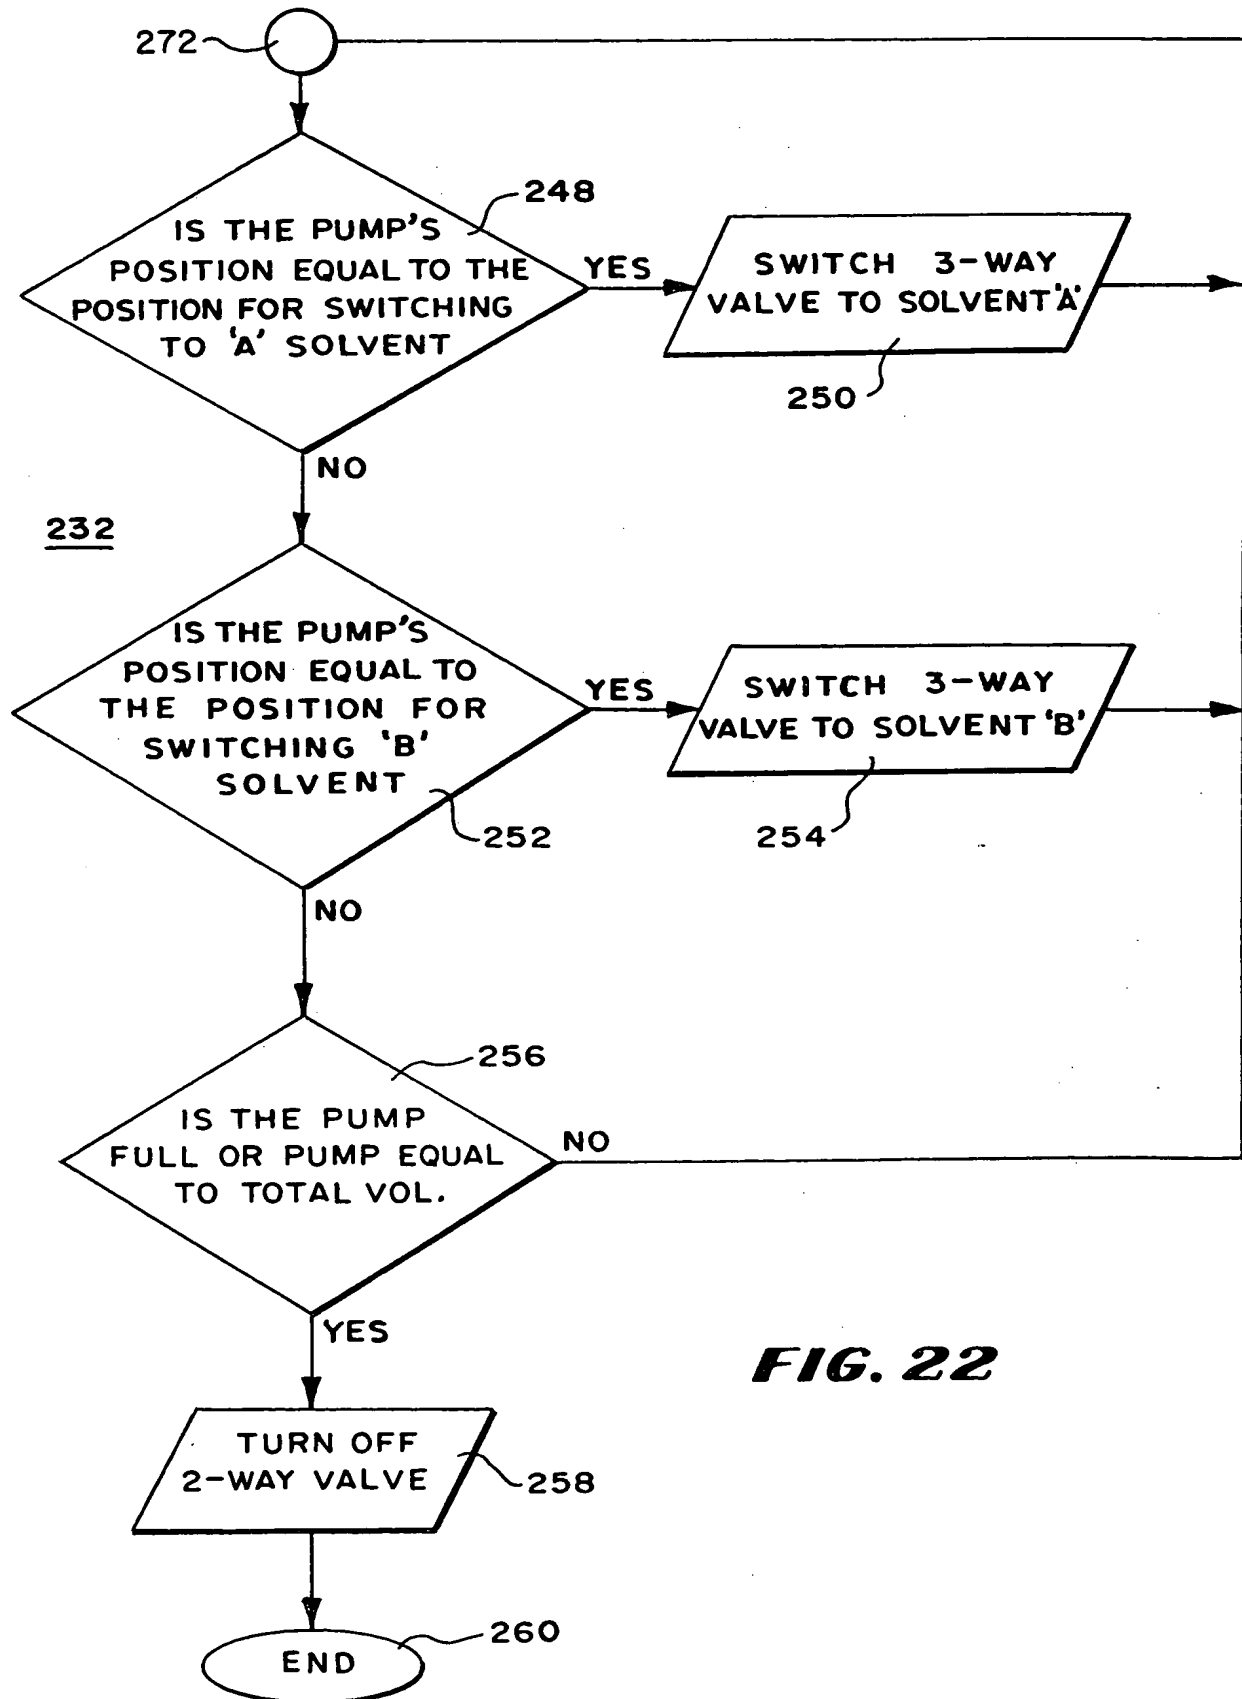 272
248
IS THE PUMP'S
POSITION EQUAL TO THE
POSITION FOR SWITCHING
TO 'A' SOLVENT
YES
SWITCH 3-WAY
VALVE TO SOLVENT 'A'
250
NO
232
IS THE PUMP'S
POSITION EQUAL TO
THE POSITION FOR
SWITCHING 'B'
SOLVENT
252
YES
SWITCH 3-WAY
VALVE TO SOLVENT 'B'
254
NO
256
IS THE PUMP
FULL OR PUMP EQUAL
TO TOTAL VOL.
NO
YES
FIG. 22
TURN OFF
2-WAY VALVE
258
END
260